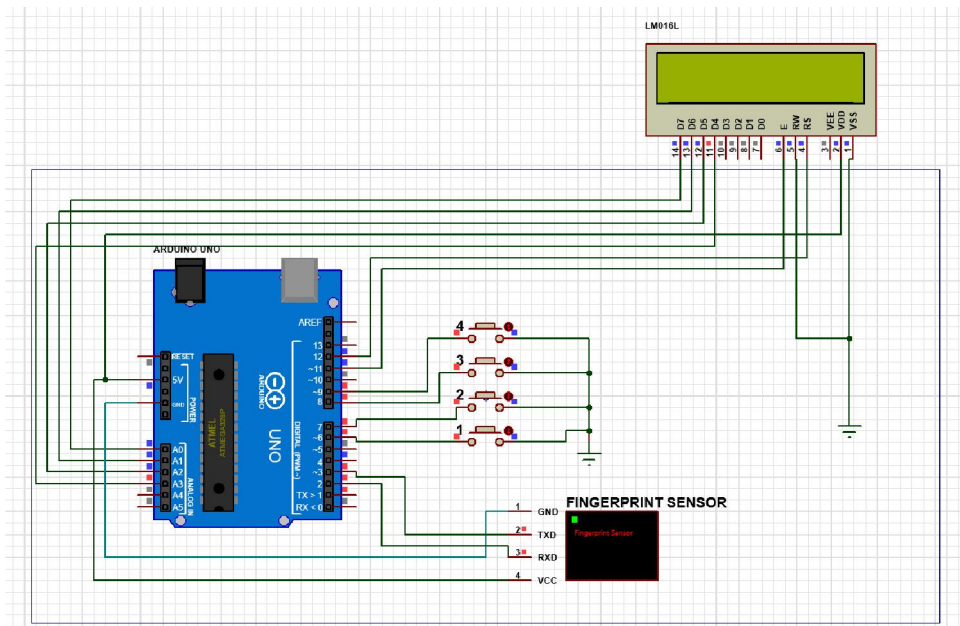 LM016L
D7 D6 D5 D4 D3 D2 D1 D0 E RW RS VEE VDD VSS
14 13 12 11 10 9 8 7 6 5 4 3 2 1
ARDUINO UNO
AREF
13
RESET
12
~11
5V
~10
~9
GND
8
POWER
ARDUINO
ATMEL
ATMEGA328P
UNO
DIGITAL (PWM~)
7
~6
A0
~5
A1
4
A2
~3
A3
2
A4
TX > 1
A5
RX < 0
ANALOG IN
4
3
2
1
FINGERPRINT SENSOR
1 GND
2 TXD
Fingerprint Sensor
3 RXD
4 VCC